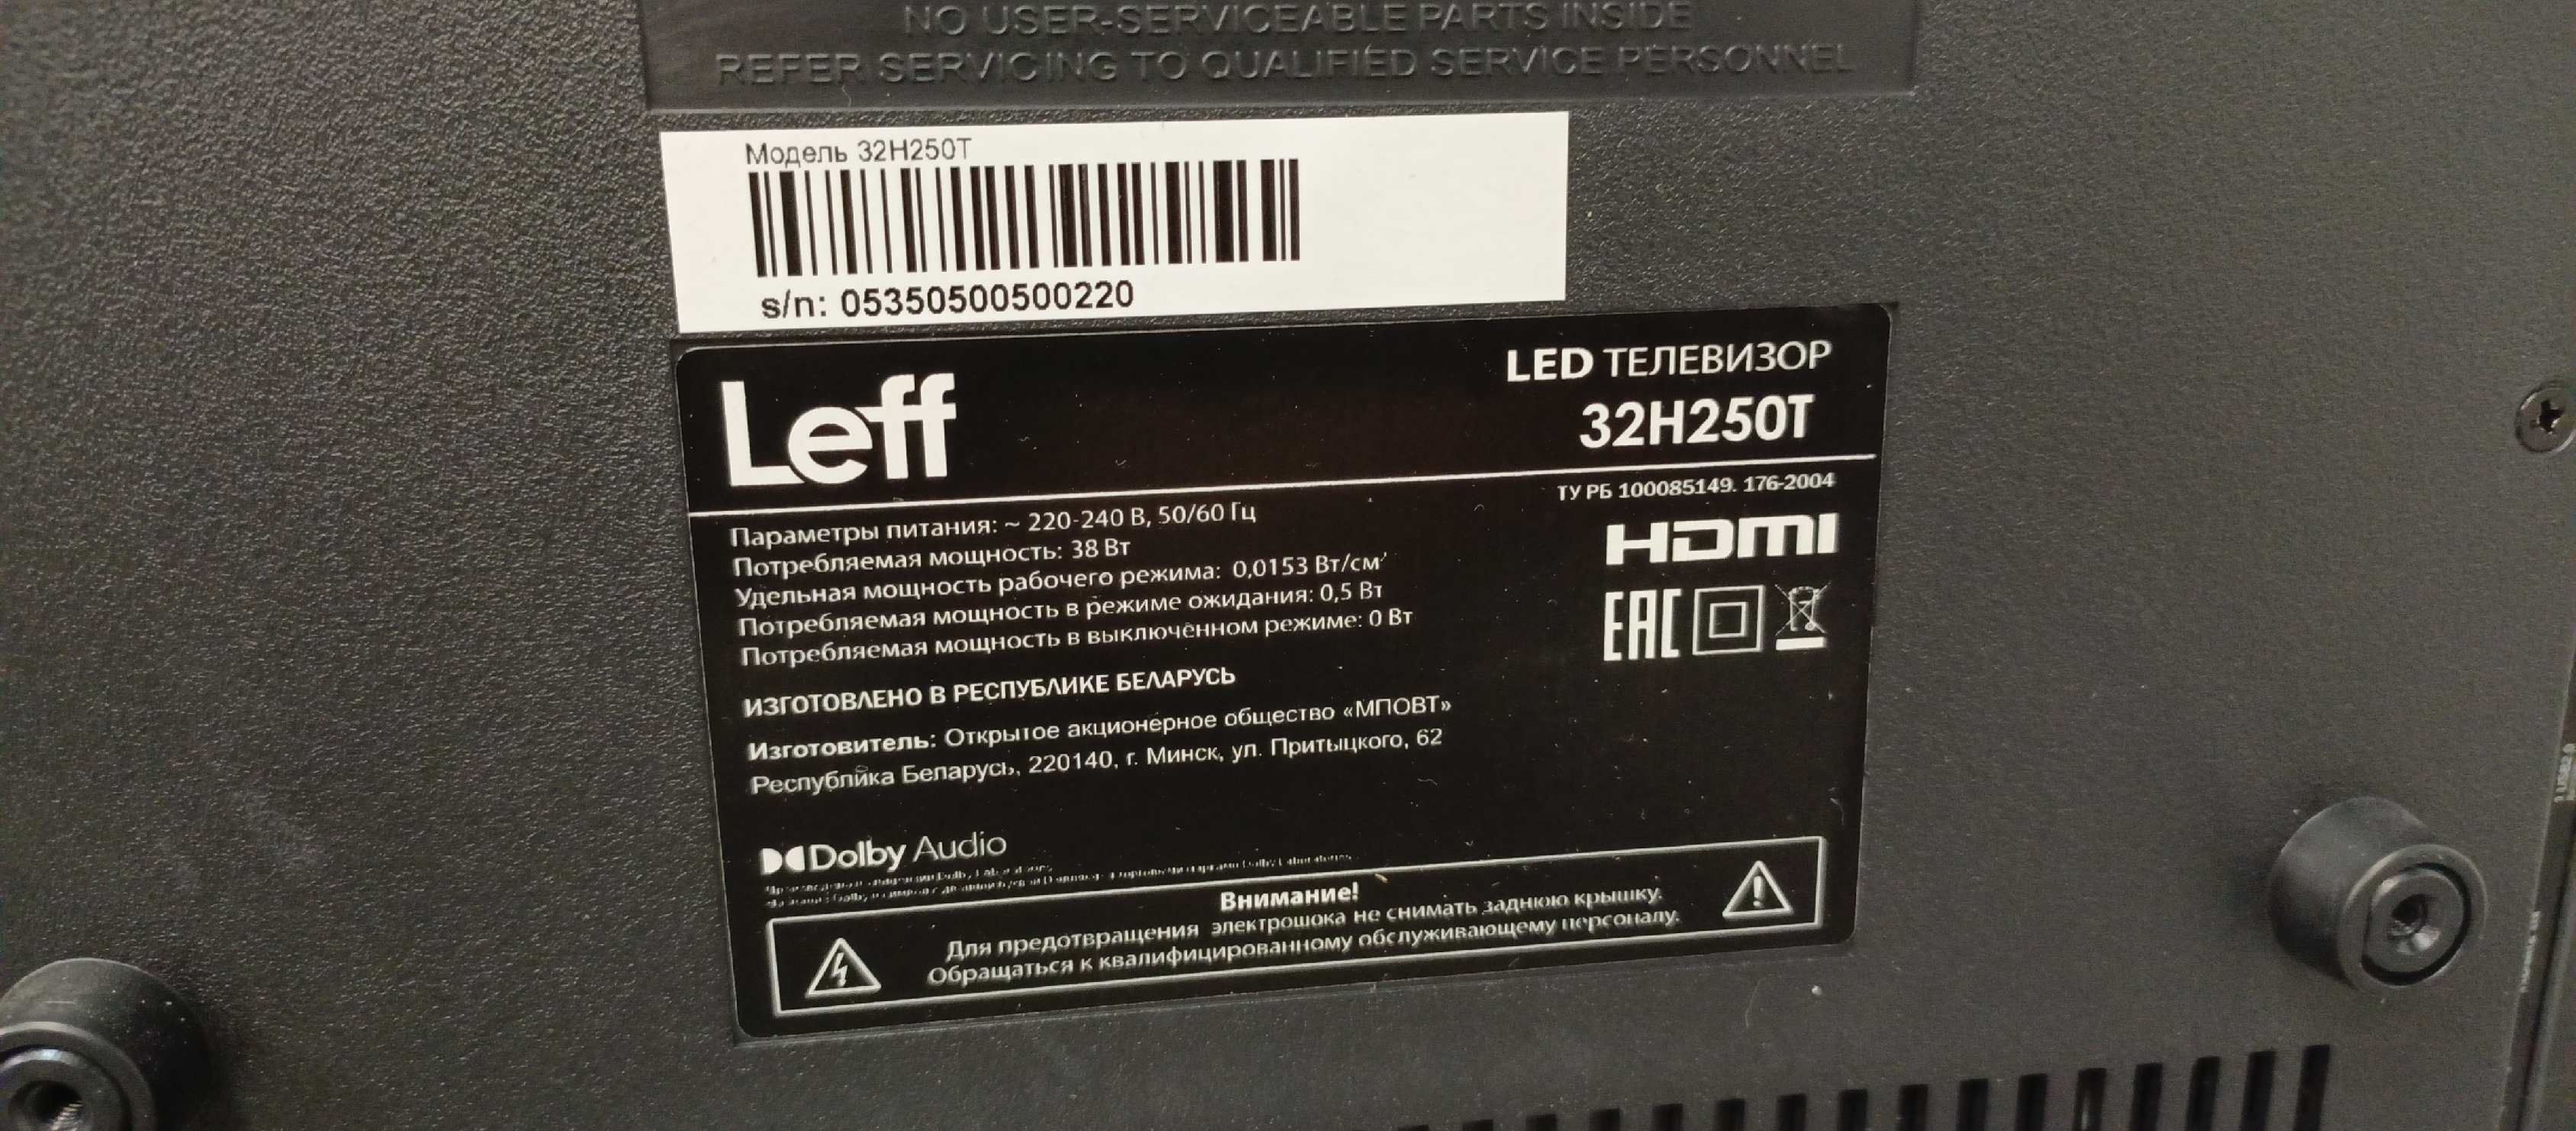 NO USER-SERVICEABLE PARTS INSIDE
REFER SERVICING TO QUALIFIED SERVICE PERSONNEL
Модель 32H250T
s/n: 05350500500220
Leff
LED ТЕЛЕВИЗОР
32H250T
ТУ РБ 100085149. 176-2004
Параметры питания: ~ 220-240 В, 50/60 Гц
Потребляемая мощность: 38 Вт
Удельная мощность рабочего режима: 0,0153 Вт/см²
Потребляемая мощность в режиме ожидания: 0,5 Вт
Потребляемая мощность в выключенном режиме: 0 Вт
HDMI
EAC
ИЗГОТОВЛЕНО В РЕСПУБЛИКЕ БЕЛАРУСЬ
Изготовитель: Открытое акционерное общество «МПОВТ»
Республика Беларусь, 220140, г. Минск, ул. Притыцкого, 62
Dolby Audio
Внимание!
Для предотвращения электрошока не снимать заднюю крышку.
Обращаться к квалифицированному обслуживающему персоналу.